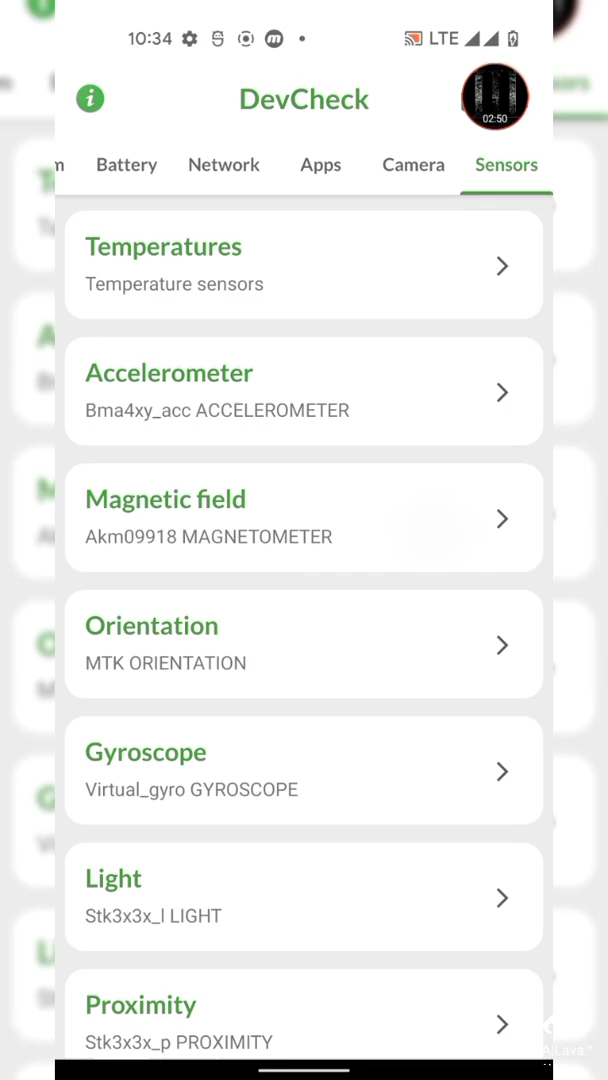 10:34 LTE
DevCheck
02:50
m Battery Network Apps Camera Sensors
Temperatures
Temperature sensors
Accelerometer
Bma4xy_acc ACCELEROMETER
Magnetic field
Akm09918 MAGNETOMETER
Orientation
MTK ORIENTATION
Gyroscope
Virtual_gyro GYROSCOPE
Light
Stk3x3x_l LIGHT
Proximity
Stk3x3x_p PROXIMITY